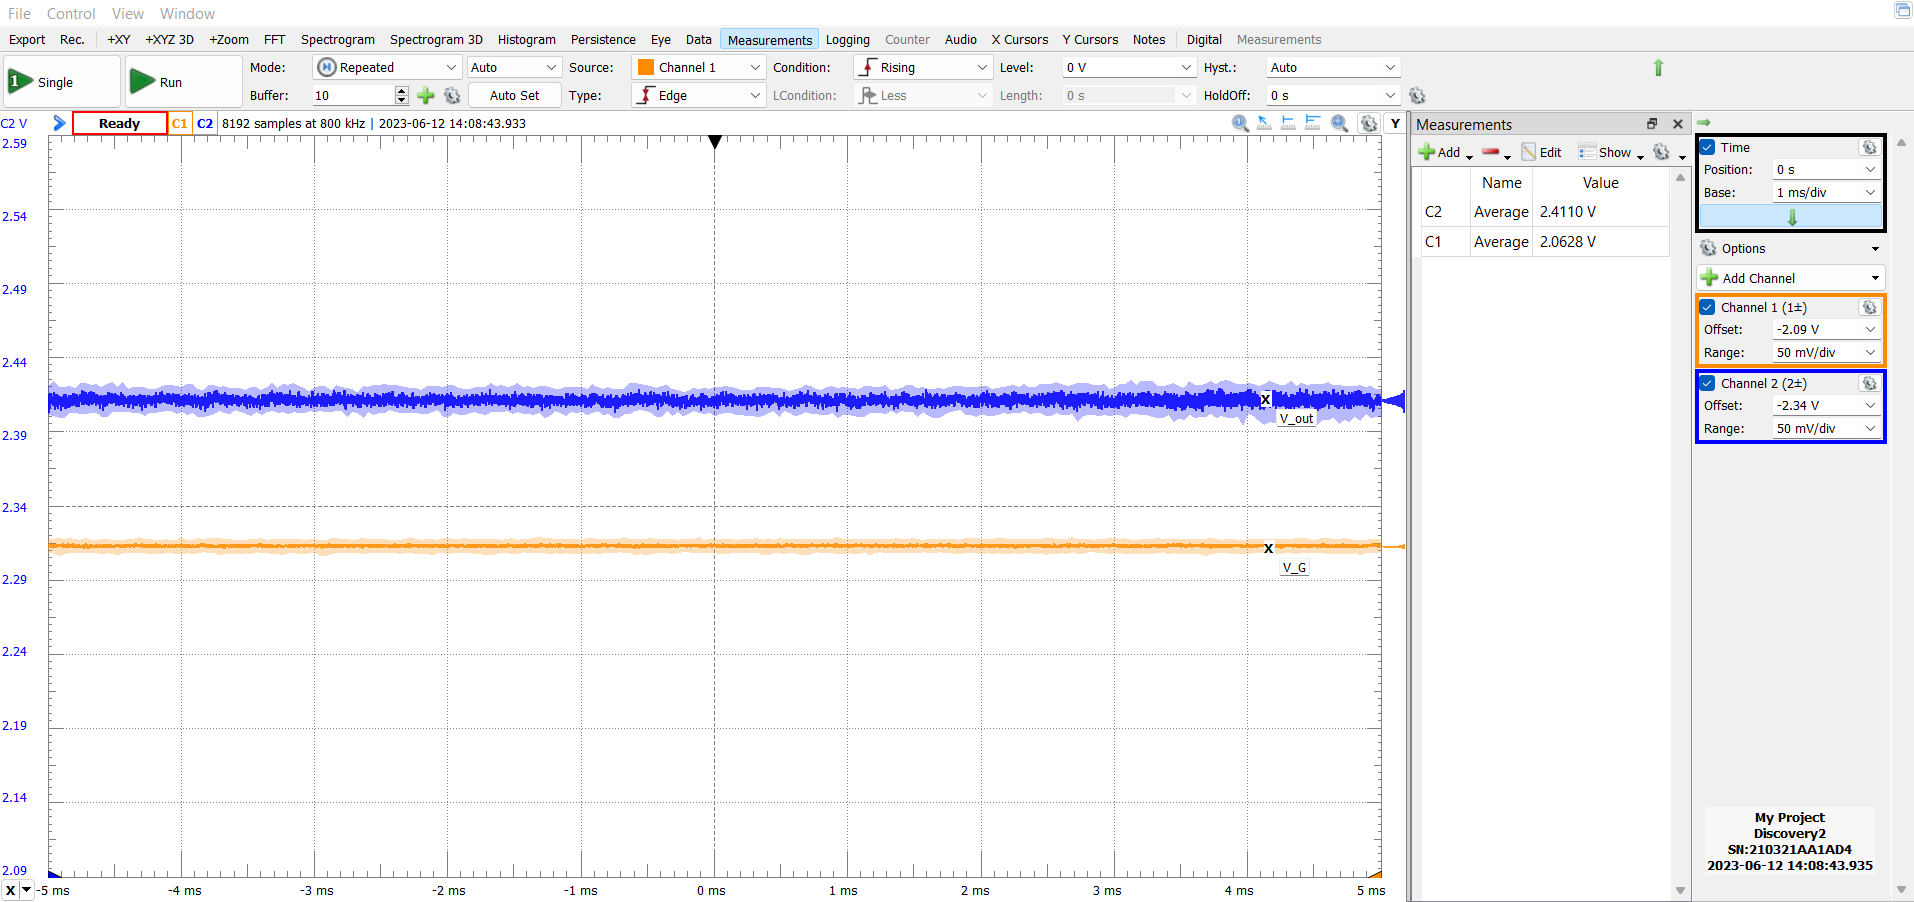 File Control View Window
Export Rec. +XY +XYZ 3D +Zoom FFT Spectrogram Spectrogram 3D Histogram Persistence Eye Data Measurements Logging Counter Audio X Cursors Y Cursors Notes Digital Measurements
1 Single Run Mode: Repeated Auto Source: Channel 1 Condition: Rising Level: 0 V Hyst.: Auto
Buffer: 10 Auto Set Type: Edge LCondition: Less Length: 0 s HoldOff: 0 s
C2 V Ready C1 C2 8192 samples at 800 kHz | 2023-06-12 14:08:43.933 Y
2.59
2.54
2.49
2.44
2.39
2.34
2.29
2.24
2.19
2.14
2.09
X
V_out
X
V_G
X -5 ms -4 ms -3 ms -2 ms -1 ms 0 ms 1 ms 2 ms 3 ms 4 ms 5 ms
Measurements
Add Edit Show
Name Value
C2 Average 2.4110 V
C1 Average 2.0628 V
Time
Position: 0 s
Base: 1 ms/div
Options
Add Channel
Channel 1 (1±)
Offset: -2.09 V
Range: 50 mV/div
Channel 2 (2±)
Offset: -2.34 V
Range: 50 mV/div
My Project
Discovery2
SN:210321AA1AD4
2023-06-12 14:08:43.935